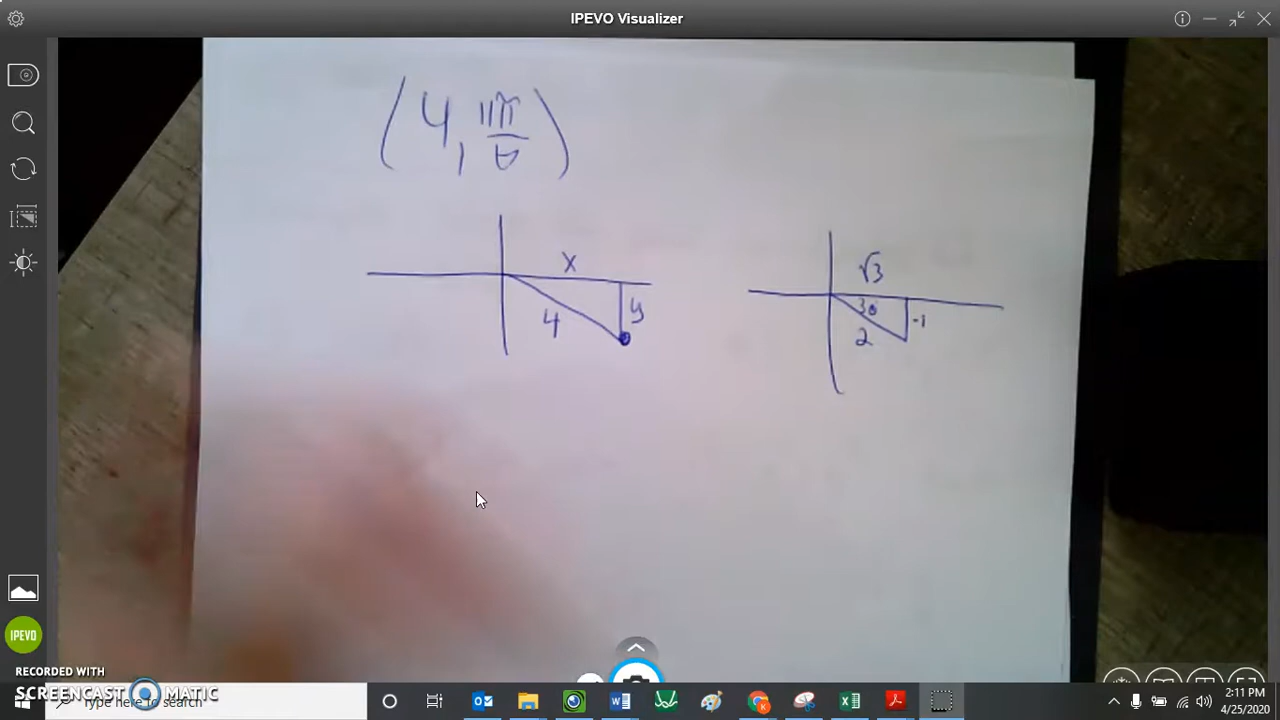 IPEVO Visualizer
(4, 11π/6)
x
√3
4
y
30
2
-1
IPEVO
RECORDED WITH
SCREENCAST MATIC
Type here to search
2:11 PM
4/25/2020